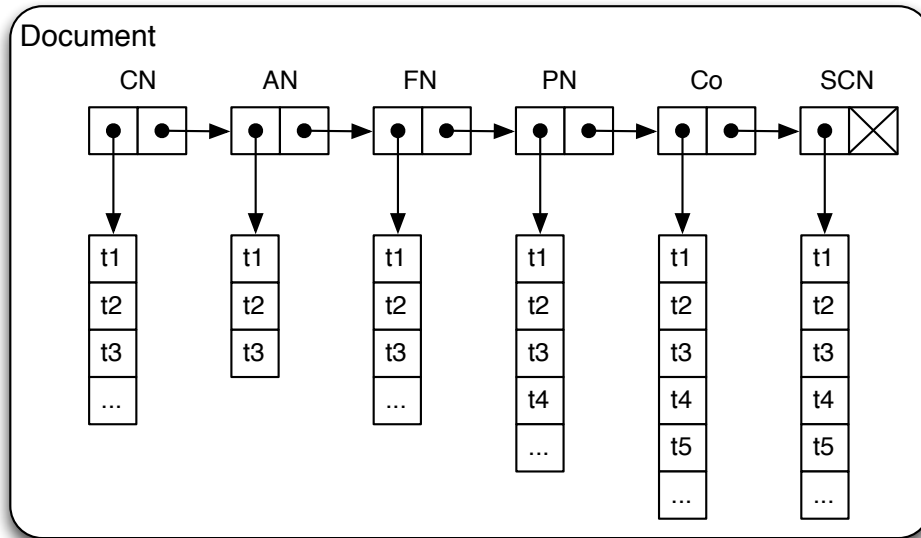 Document
CN AN FN PN Co SCN
t1 t1 t1 t1 t1 t1
t2 t2 t2 t2 t2 t2
t3 t3 t3 t3 t3 t3
... ... t4 t4 t4
... t5 t5
... ...